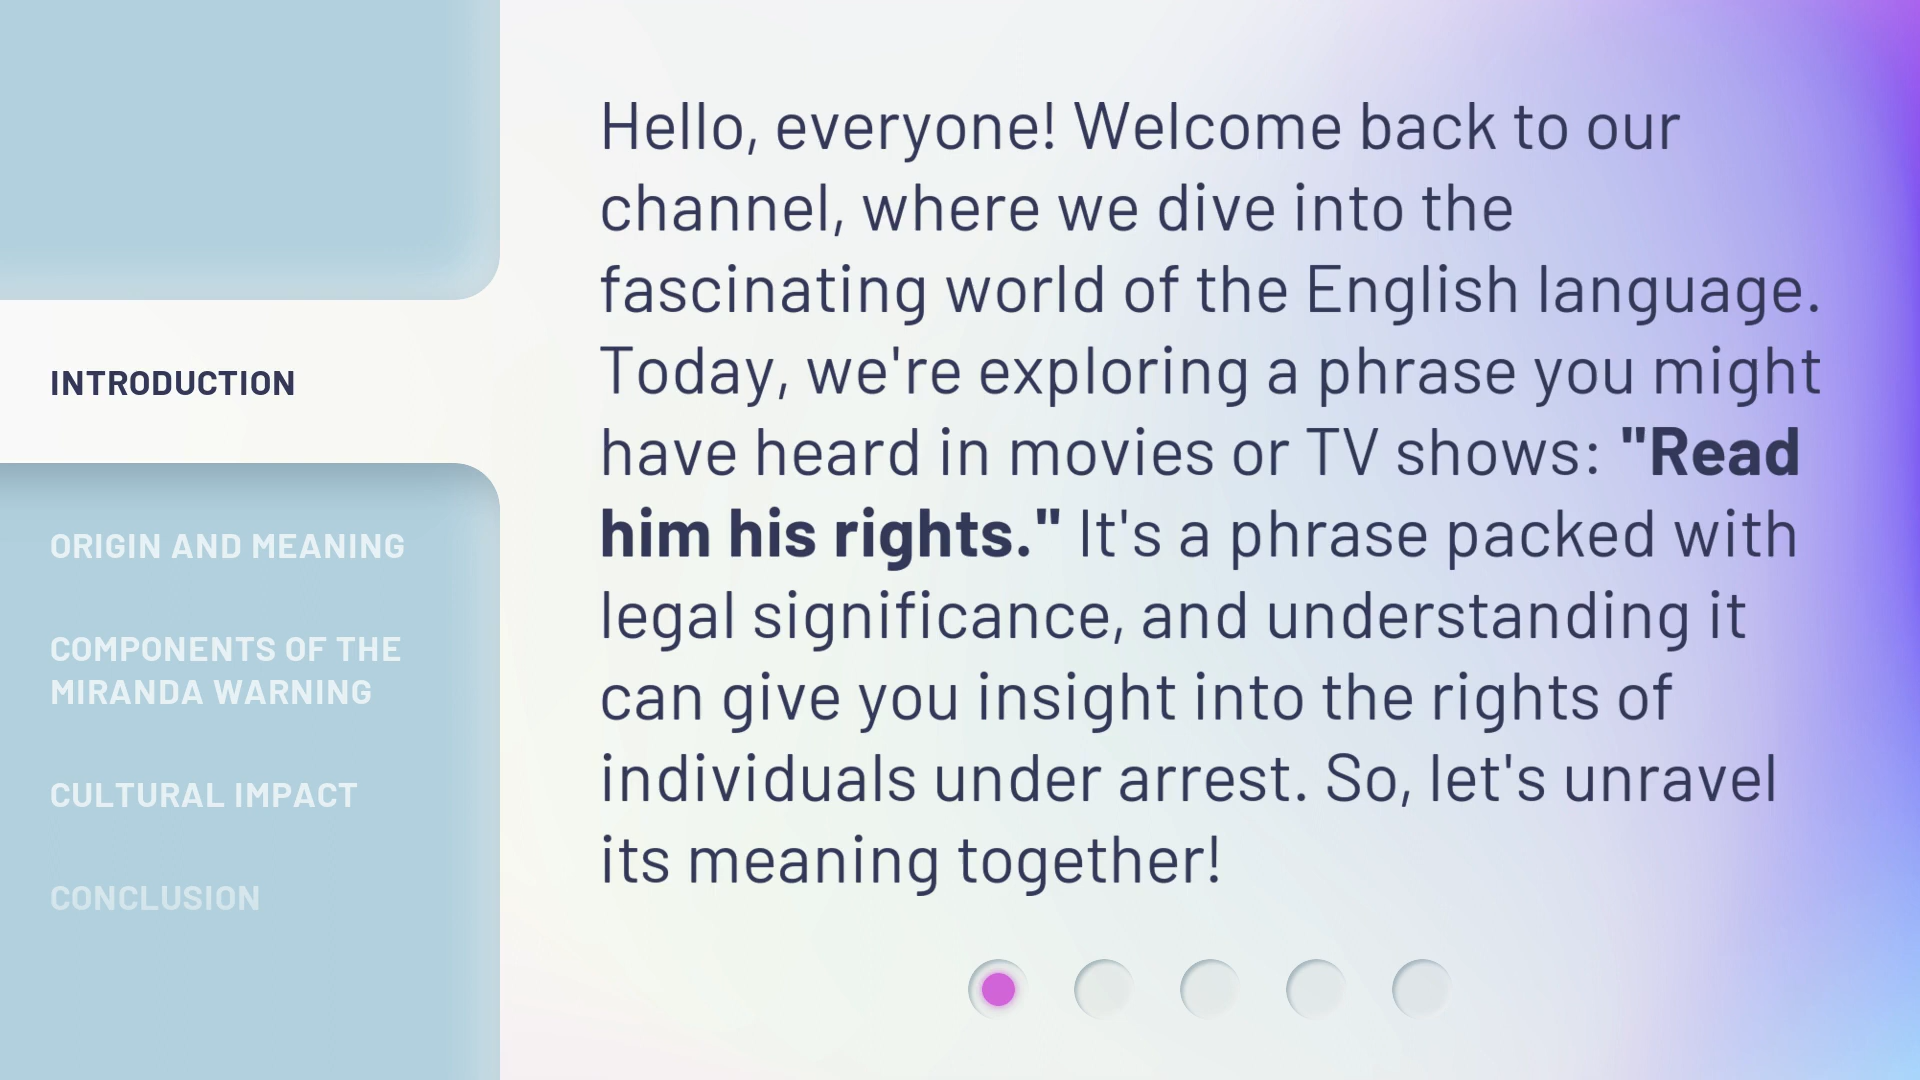 INTRODUCTION
ORIGIN AND MEANING
COMPONENTS OF THE
MIRANDA WARNING
CULTURAL IMPACT
CONCLUSION
Hello, everyone! Welcome back to our
channel, where we dive into the
fascinating world of the English language.
Today, we're exploring a phrase you might
have heard in movies or TV shows: "Read
him his rights." It's a phrase packed with
legal significance, and understanding it
can give you insight into the rights of
individuals under arrest. So, let's unravel
its meaning together!